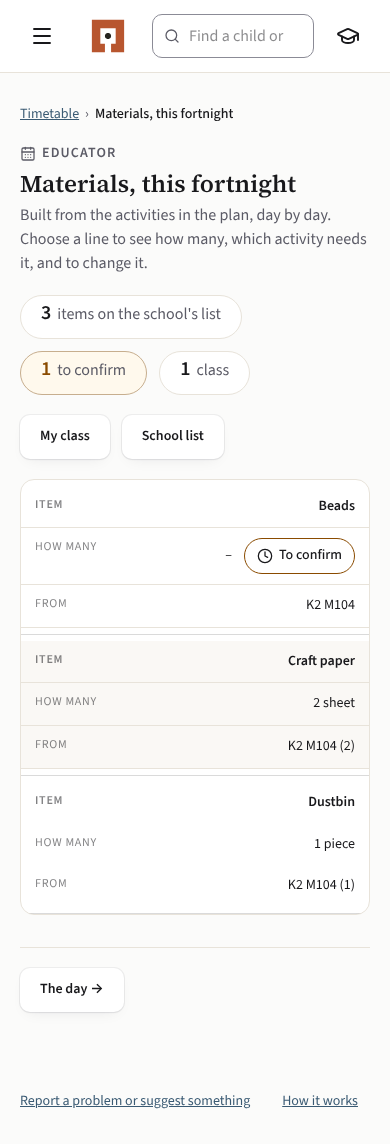 Find a child or
Timetable › Materials, this fortnight
EDUCATOR
Materials, this fortnight
Built from the activities in the plan, day by day.
Choose a line to see how many, which activity needs
it, and to change it.
3 items on the school's list
1 to confirm
1 class
My class
School list
ITEM Beads
HOW MANY – To confirm
FROM K2 M104
ITEM Craft paper
HOW MANY 2 sheet
FROM K2 M104 (2)
ITEM Dustbin
HOW MANY 1 piece
FROM K2 M104 (1)
The day →
Report a problem or suggest something
How it works